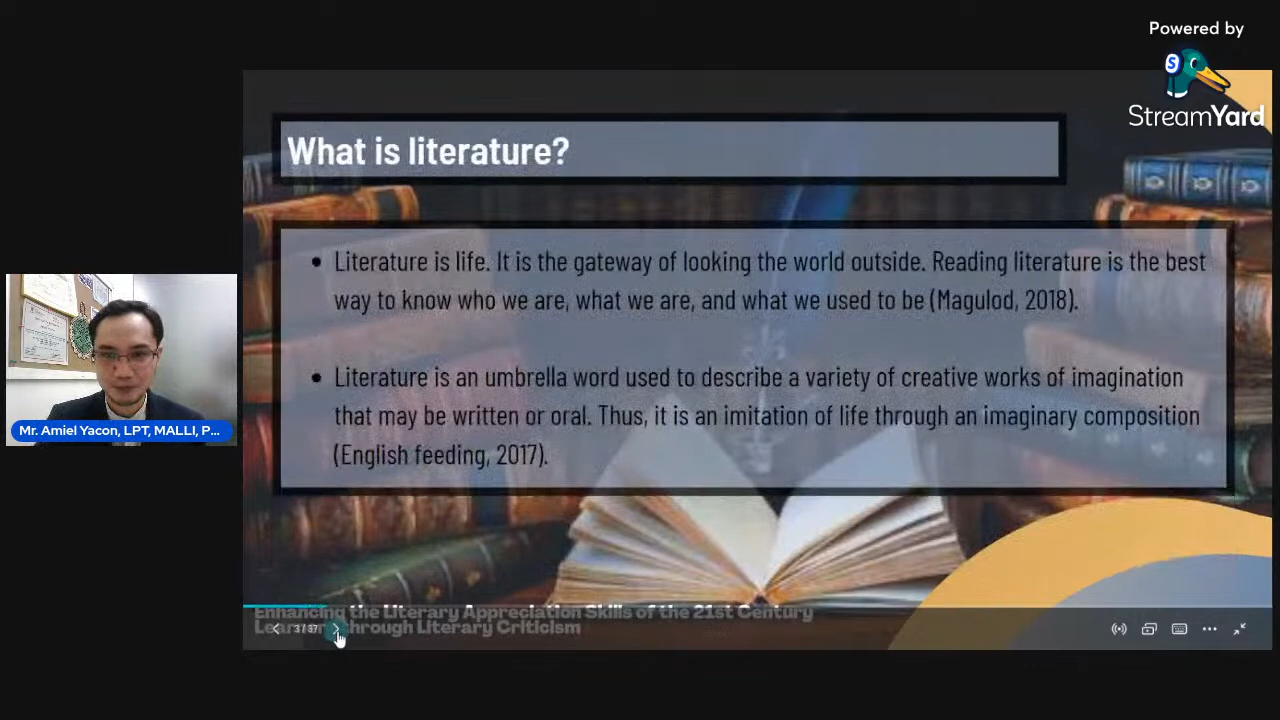 Powered by
StreamYard
What is literature?
• Literature is life. It is the gateway of looking the world outside. Reading literature is the best
way to know who we are, what we are, and what we used to be (Magulod, 2018).
• Literature is an umbrella word used to describe a variety of creative works of imagination
that may be written or oral. Thus, it is an imitation of life through an imaginary composition
(English feeding, 2017).
Mr. Amiel Yacon, LPT, MALLI, P...
Enhancing the Literary Appreciation Skills of the 21st Century
through Literary Criticism
3 / 37